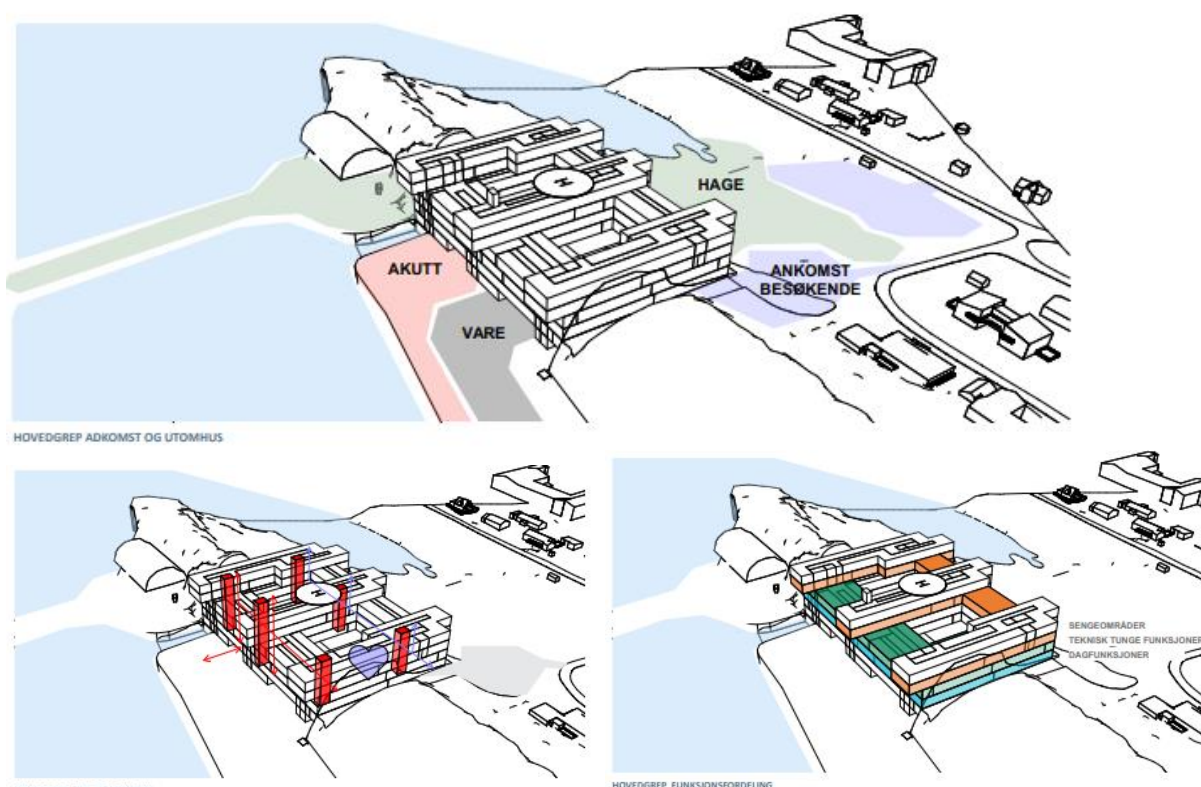 HAGE
AKUTT
ANKOMST
BESØKENDE
VARE
H
HOVEDGREP ADKOMST OG UTOMHUS
H
H
SENGEOMRÅDER
TEKNISK TUNGE FUNKSJONER
DAGFUNKSJONER
HOVEDGREP FUNKSJONSFORDELING